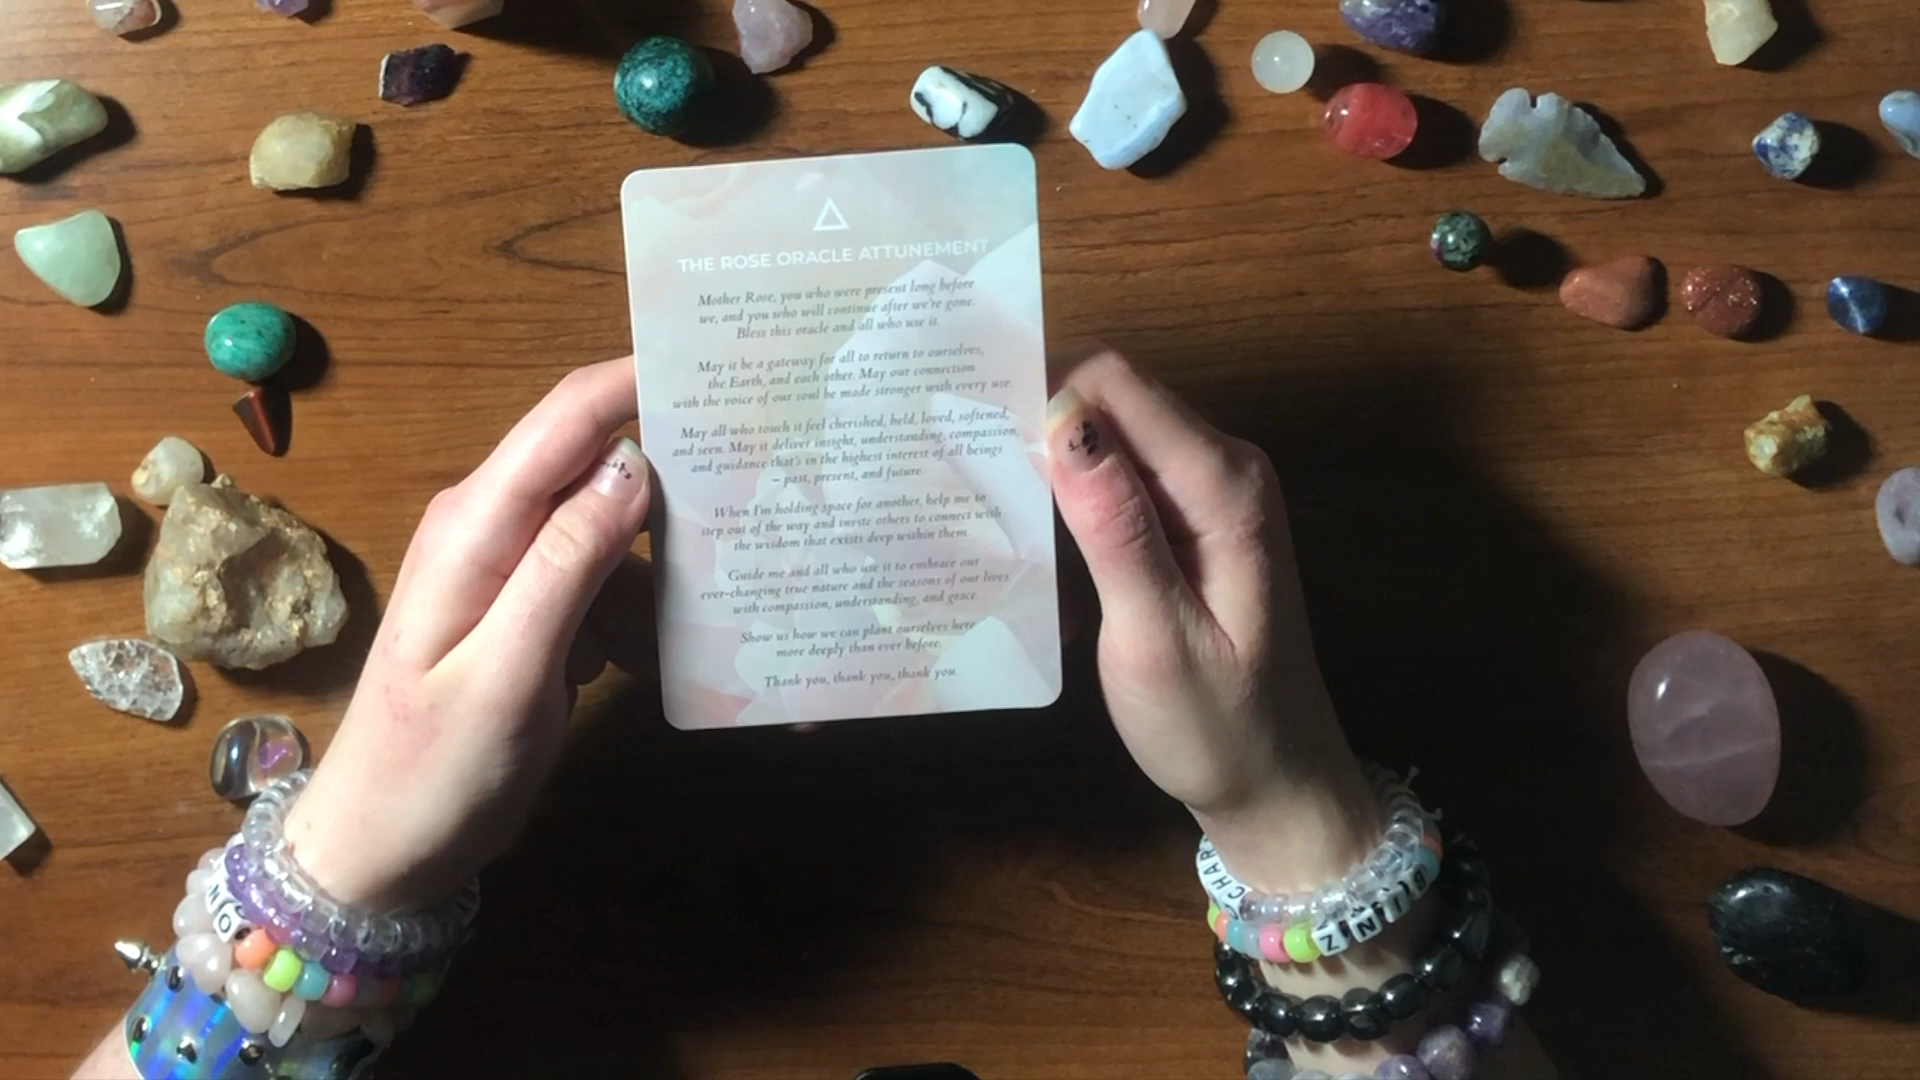 THE ROSE ORACLE ATTUNEMENT
Mother Rose, you who were present long before
we, and you who will continue after we're gone.
Bless this oracle and all who use it.
May it be a gateway for all to return to ourselves,
the Earth, and each other. May our connection
with the voice of our soul be made stronger with every use.
May all who touch it feel cherished, held, loved, softened,
and seen. May it deliver insight, understanding, compassion,
and guidance that's in the highest interest of all beings
– past, present, and future.
When I'm holding space for another, help me to
step out of the way and invite others to connect with
the wisdom that exists deep within them.
Guide me and all who use it to embrace our
ever-changing true nature and the seasons of our lives
with compassion, understanding, and grace.
Show us how we can plant ourselves here
more deeply than ever before.
Thank you, thank you, thank you.
CHAR